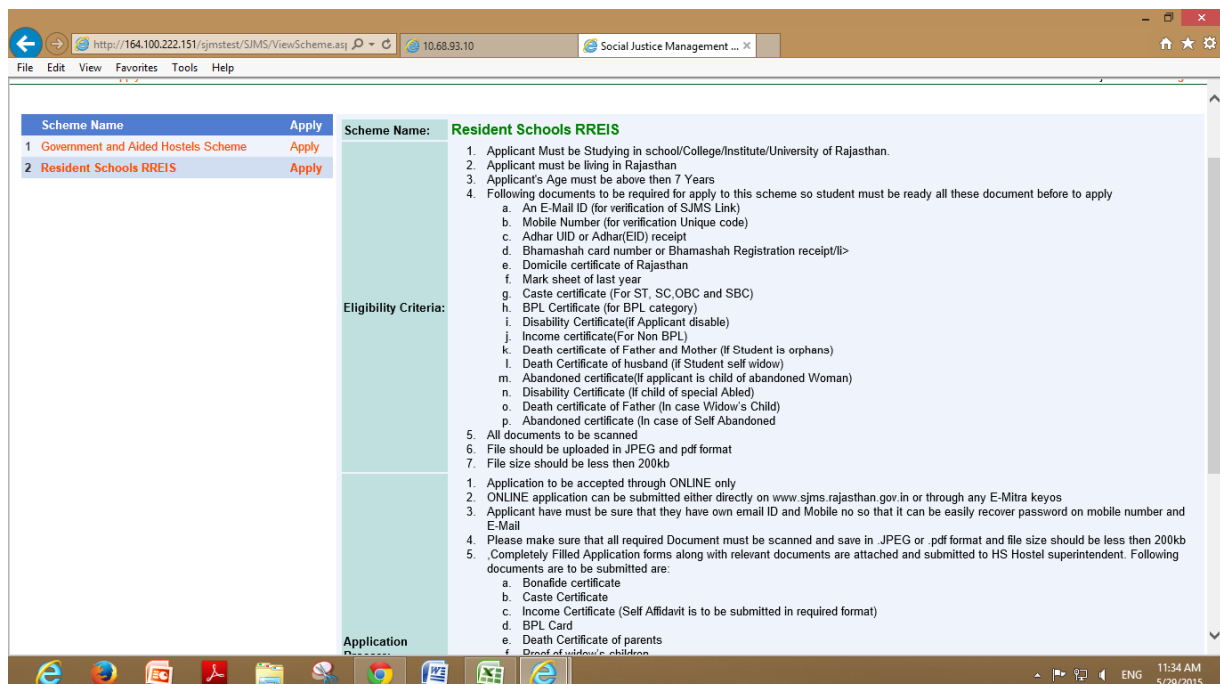 http://164.100.222.151/sjmstest/SJMS/ViewScheme.asp
10.68.93.10
Social Justice Management ...
File Edit View Favorites Tools Help
Scheme Name Apply
1 Government and Aided Hostels Scheme Apply
2 Resident Schools RREIS Apply
Scheme Name: Resident Schools RREIS
Eligibility Criteria:
1. Applicant Must be Studying in school/College/Institute/University of Rajasthan.
2. Applicant must be living in Rajasthan
3. Applicant's Age must be above then 7 Years
4. Following documents to be required for apply to this scheme so student must be ready all these document before to apply
a. An E-Mail ID (for verification of SJMS Link)
b. Mobile Number (for verification Unique code)
c. Adhar UID or Adhar(EID) receipt
d. Bhamashah card number or Bhamashah Registration receipt/li>
e. Domicile certificate of Rajasthan
f. Mark sheet of last year
g. Caste certificate (For ST, SC,OBC and SBC)
h. BPL Certificate (for BPL category)
i. Disability Certificate(if Applicant disable)
j. Income certificate(For Non BPL)
k. Death certificate of Father and Mother (If Student is orphans)
l. Death Certificate of husband (if Student self widow)
m. Abandoned certificate(If applicant is child of abandoned Woman)
n. Disability Certificate (If child of special Abled)
o. Death certificate of Father (In case Widow's Child)
p. Abandoned certificate (In case of Self Abandoned
5. All documents to be scanned
6. File should be uploaded in JPEG and pdf format
7. File size should be less then 200kb
Application
1. Application to be accepted through ONLINE only
2. ONLINE application can be submitted either directly on www.sjms.rajasthan.gov.in or through any E-Mitra keyos
3. Applicant have must be sure that they have own email ID and Mobile no so that it can be easily recover password on mobile number and
E-Mail
4. Please make sure that all required Document must be scanned and save in .JPEG or .pdf format and file size should be less then 200kb
5. ,Completely Filled Application forms along with relevant documents are attached and submitted to HS Hostel superintendent. Following
documents are to be submitted are:
a. Bonafide certificate
b. Caste Certificate
c. Income Certificate (Self Affidavit is to be submitted in required format)
d. BPL Card
e. Death Certificate of parents
f. Proof of widow's children
ENG
11:34 AM
5/29/2015